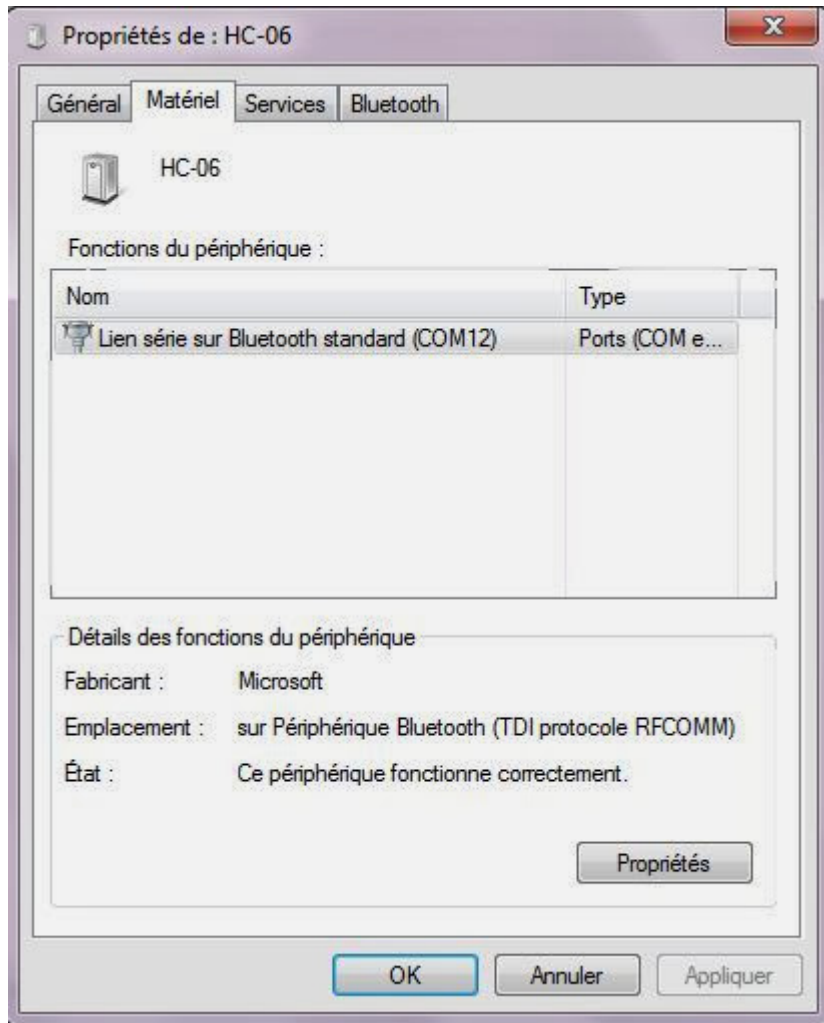 Propriétés de : HC-06
Général Matériel Services Bluetooth
HC-06
Fonctions du périphérique :
Nom Type
Lien série sur Bluetooth standard (COM12) Ports (COM e...
Détails des fonctions du périphérique
Fabricant : Microsoft
Emplacement : sur Périphérique Bluetooth (TDI protocole RFCOMM)
État : Ce périphérique fonctionne correctement.
Propriétés
OK Annuler Appliquer